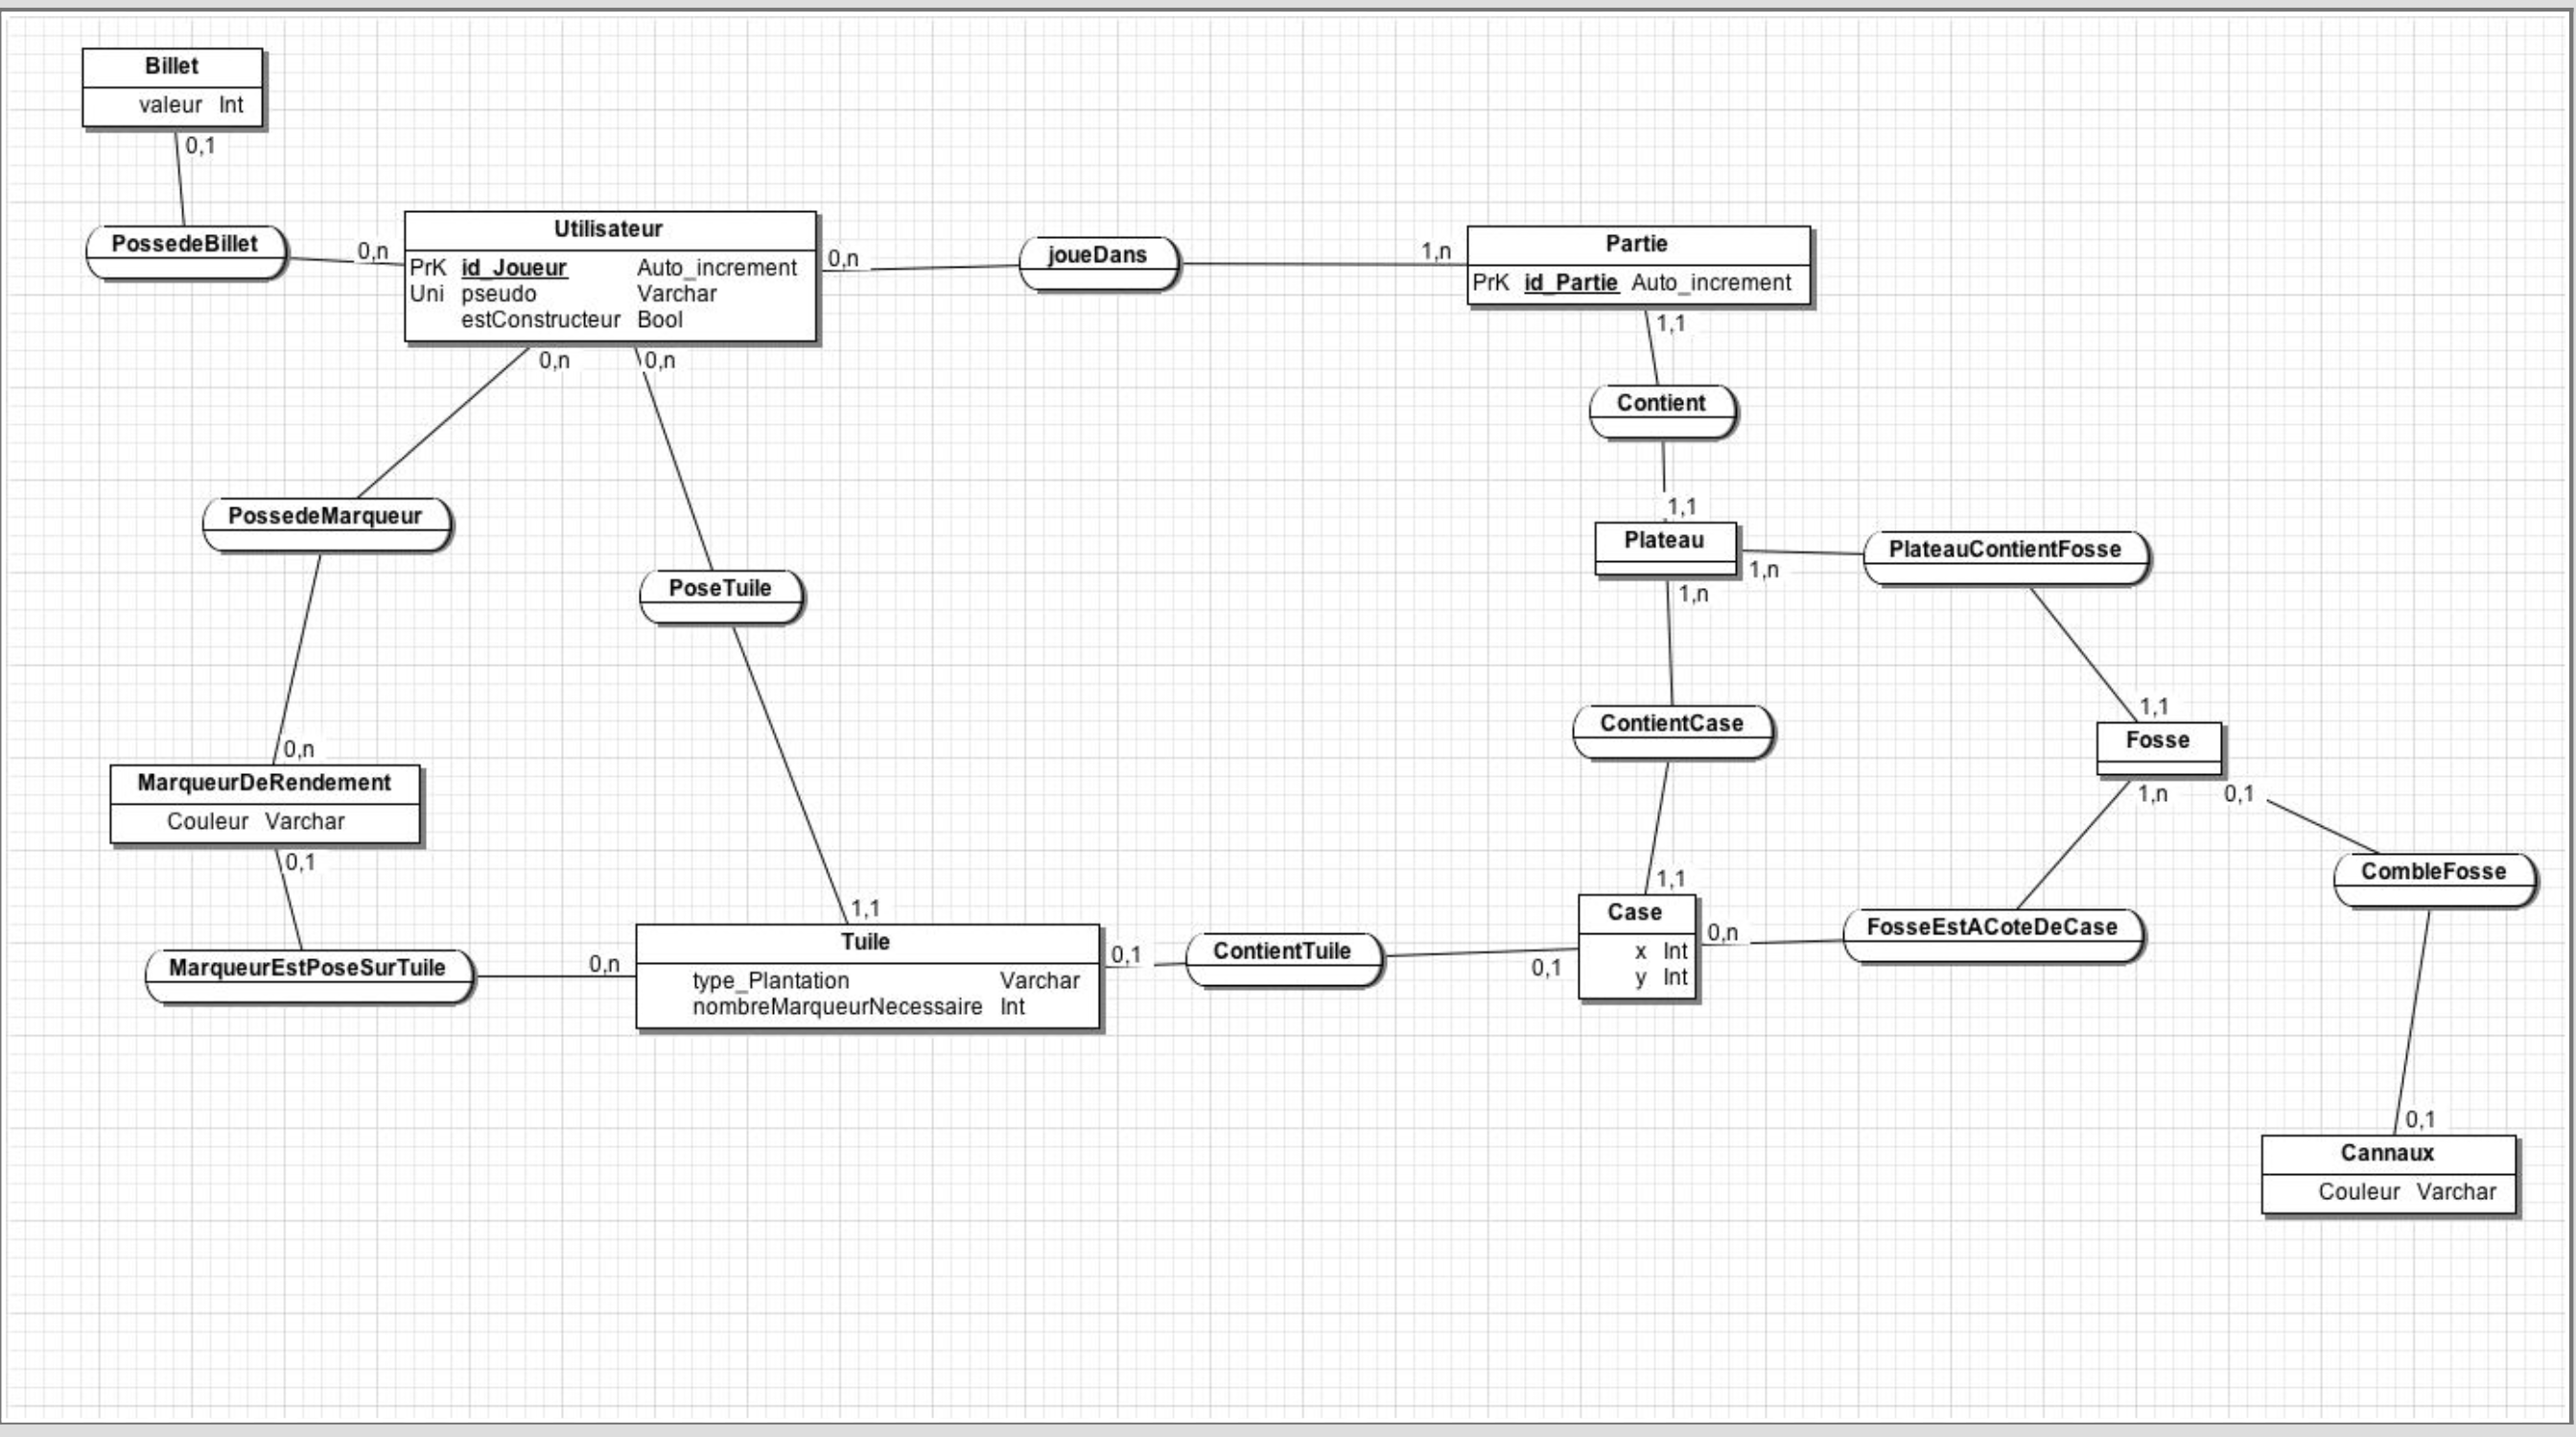 Billet
valeur Int
0,1
PossedeBillet
0,n
Utilisateur
PrK id_Joueur Auto_increment
Uni pseudo Varchar
estConstructeur Bool
0,n
joueDans
1,n
Partie
PrK id_Partie Auto_increment
1,1
0,n
0,n
Contient
1,1
PossedeMarqueur
Plateau
1,n
1,n
PlateauContientFosse
PoseTuile
1,1
ContientCase
Fosse
1,n
0,1
0,n
MarqueurDeRendement
Couleur Varchar
0,1
CombleFosse
1,1
1,1
MarqueurEstPoseSurTuile
0,n
Tuile
type_Plantation Varchar
nombreMarqueurNecessaire Int
0,1
ContientTuile
0,1
Case
x Int
y Int
0,n
FosseEstACoteDeCase
0,1
Cannaux
Couleur Varchar